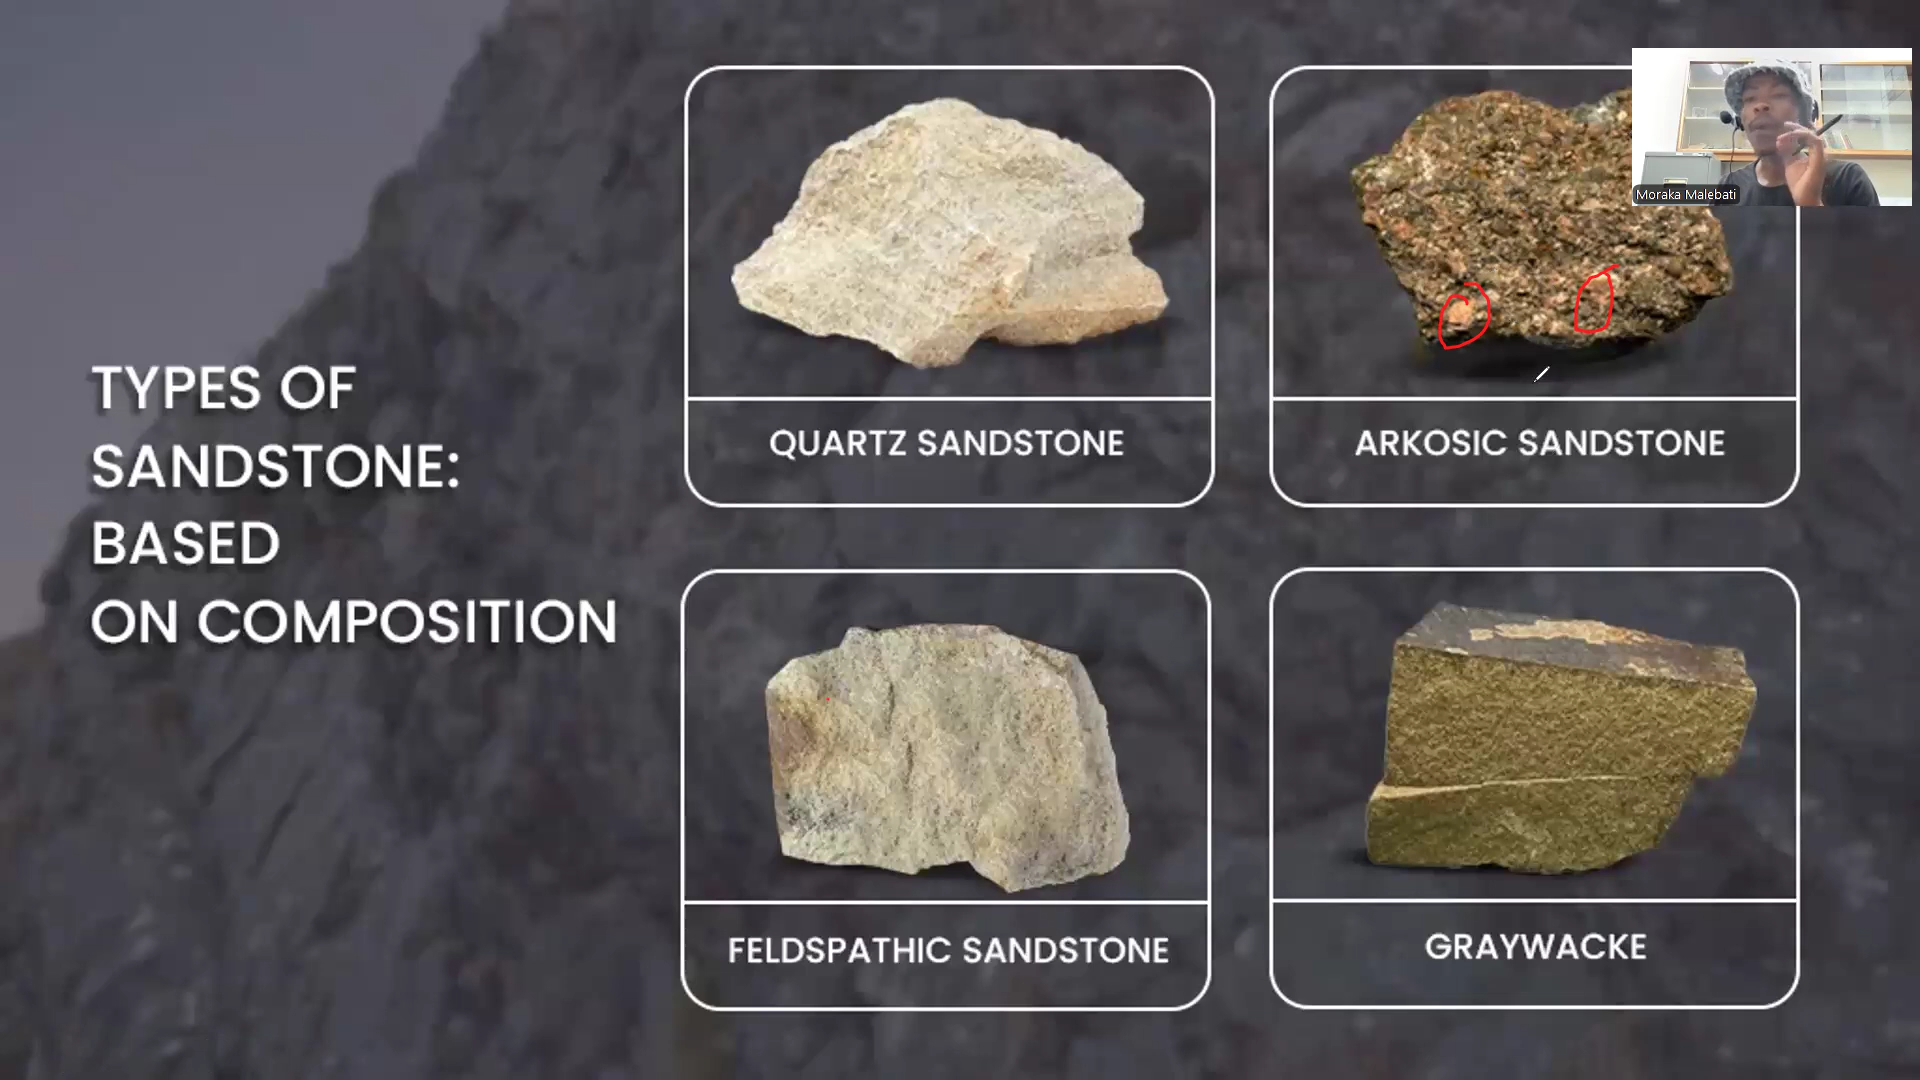 TYPES OF
SANDSTONE:
BASED
ON COMPOSITION
QUARTZ SANDSTONE
ARKOSIC SANDSTONE
Moraka Malebati
FELDSPATHIC SANDSTONE
GRAYWACKE